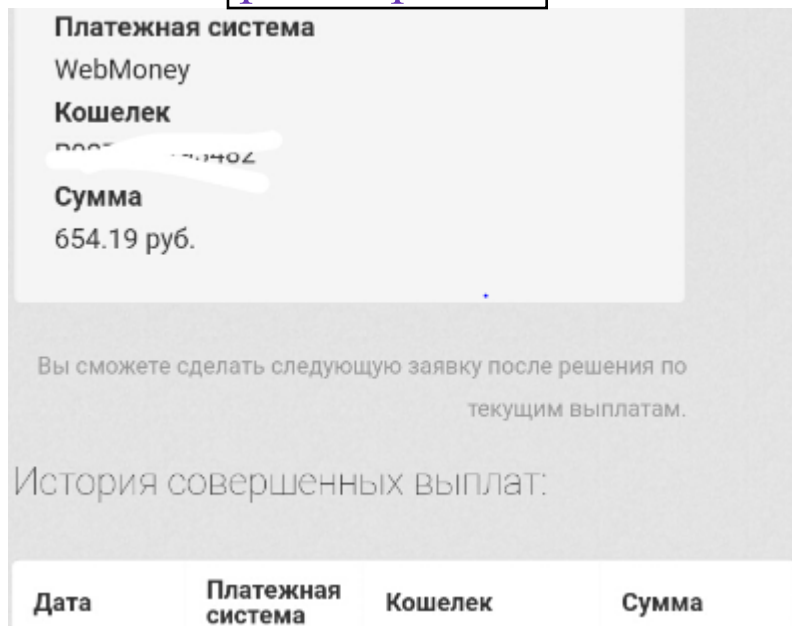 Платежная система
WebMoney
Кошелек
Сумма
654.19 руб.
Вы сможете сделать следующую заявку после решения по
текущим выплатам.
История совершенных выплат:
Дата Платежная система Кошелек Сумма